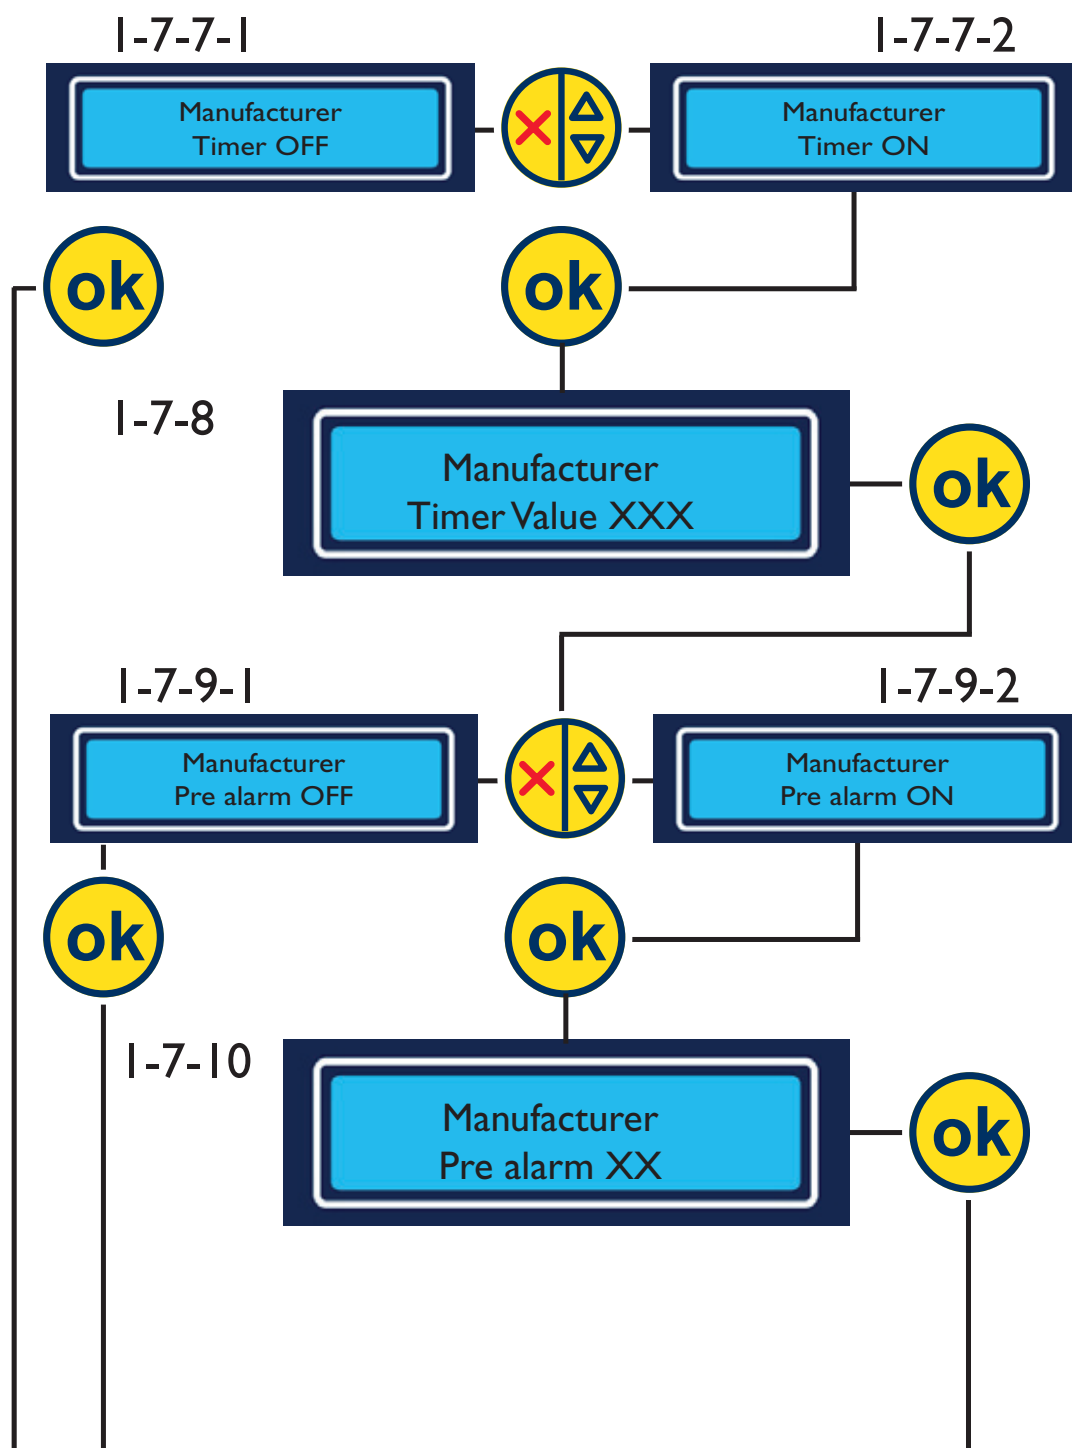 1-7-7-1
1-7-7-2
Manufacturer
Timer OFF
Manufacturer
Timer ON
ok
ok
1-7-8
Manufacturer
Timer Value XXX
ok
1-7-9-1
1-7-9-2
Manufacturer
Pre alarm OFF
Manufacturer
Pre alarm ON
ok
ok
1-7-10
Manufacturer
Pre alarm XX
ok